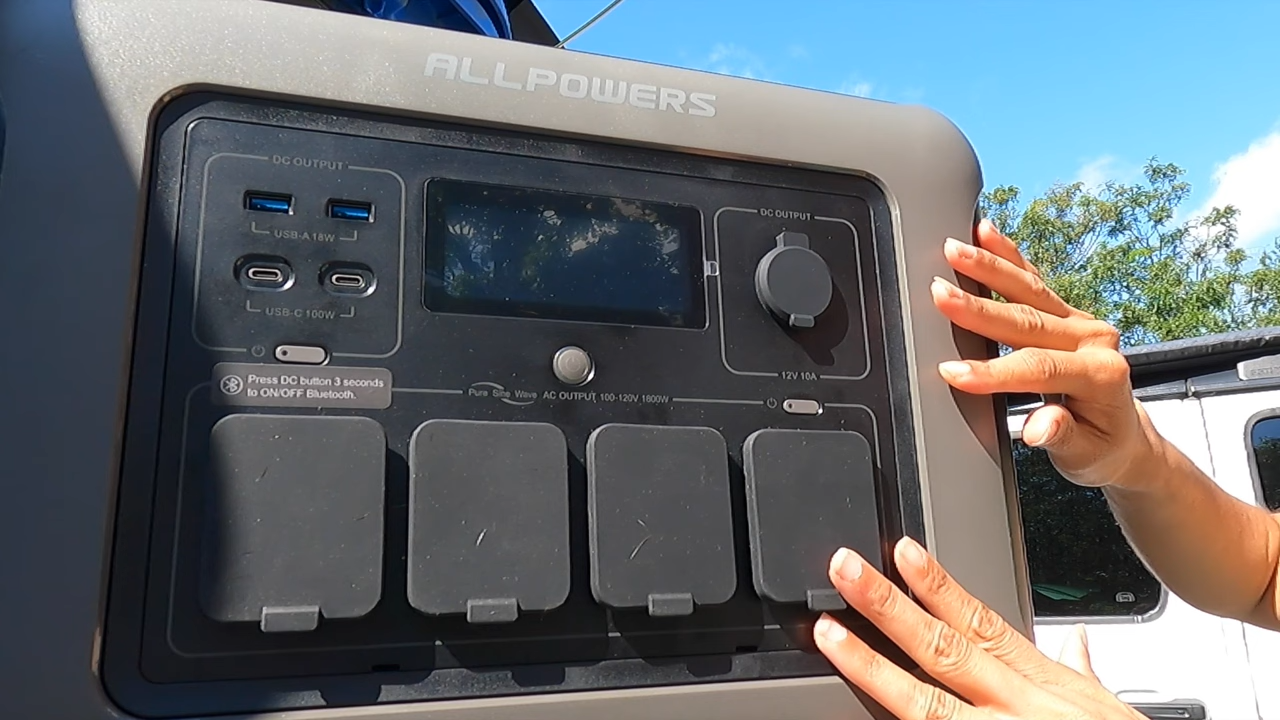 ALLPOWERS
DC OUTPUT
USB-A 18W
USB-C 100W
DC OUTPUT
12V 10A
Press DC button 3 seconds
to ON/OFF Bluetooth.
Pure Sine Wave AC OUTPUT 100-120V 1800W